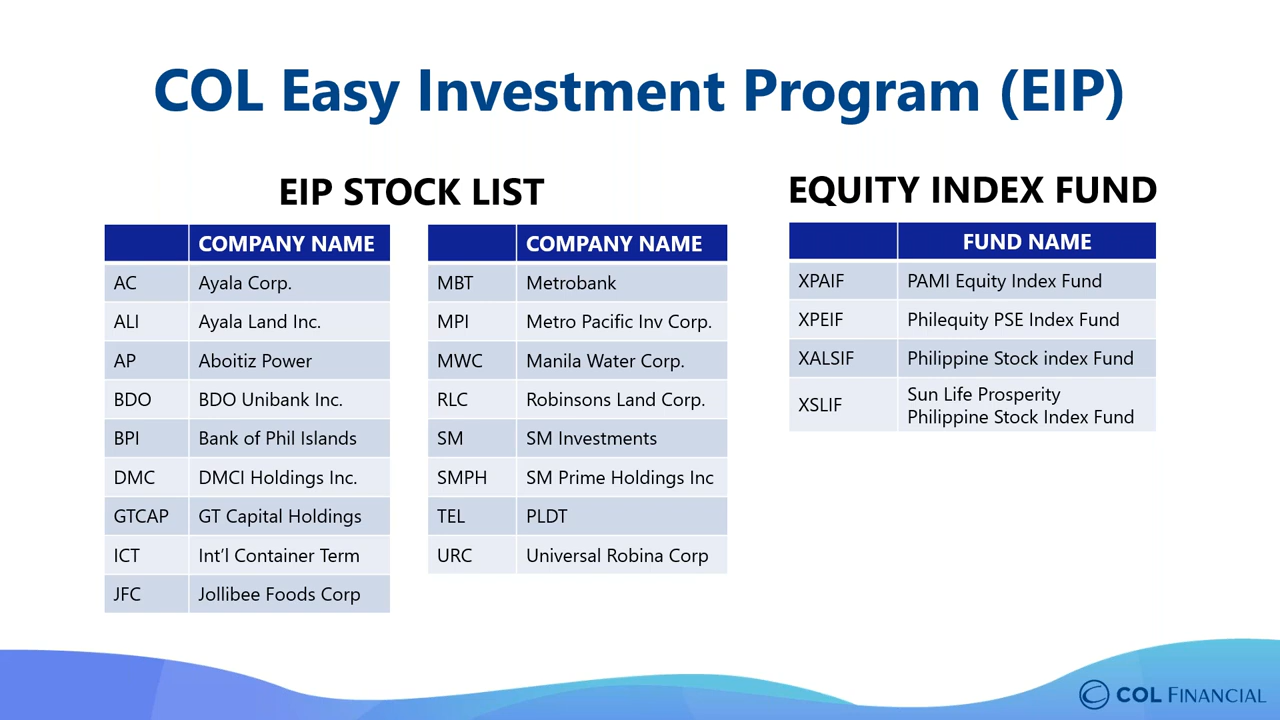 COL Easy Investment Program (EIP)
EIP STOCK LIST
COMPANY NAME
AC Ayala Corp.
ALI Ayala Land Inc.
AP Aboitiz Power
BDO BDO Unibank Inc.
BPI Bank of Phil Islands
DMC DMCI Holdings Inc.
GTCAP GT Capital Holdings
ICT Int’l Container Term
JFC Jollibee Foods Corp
COMPANY NAME
MBT Metrobank
MPI Metro Pacific Inv Corp.
MWC Manila Water Corp.
RLC Robinsons Land Corp.
SM SM Investments
SMPH SM Prime Holdings Inc
TEL PLDT
URC Universal Robina Corp
EQUITY INDEX FUND
FUND NAME
XPAIF PAMI Equity Index Fund
XPEIF Philequity PSE Index Fund
XALSIF Philippine Stock index Fund
XSLIF Sun Life Prosperity
Philippine Stock Index Fund
COL FINANCIAL